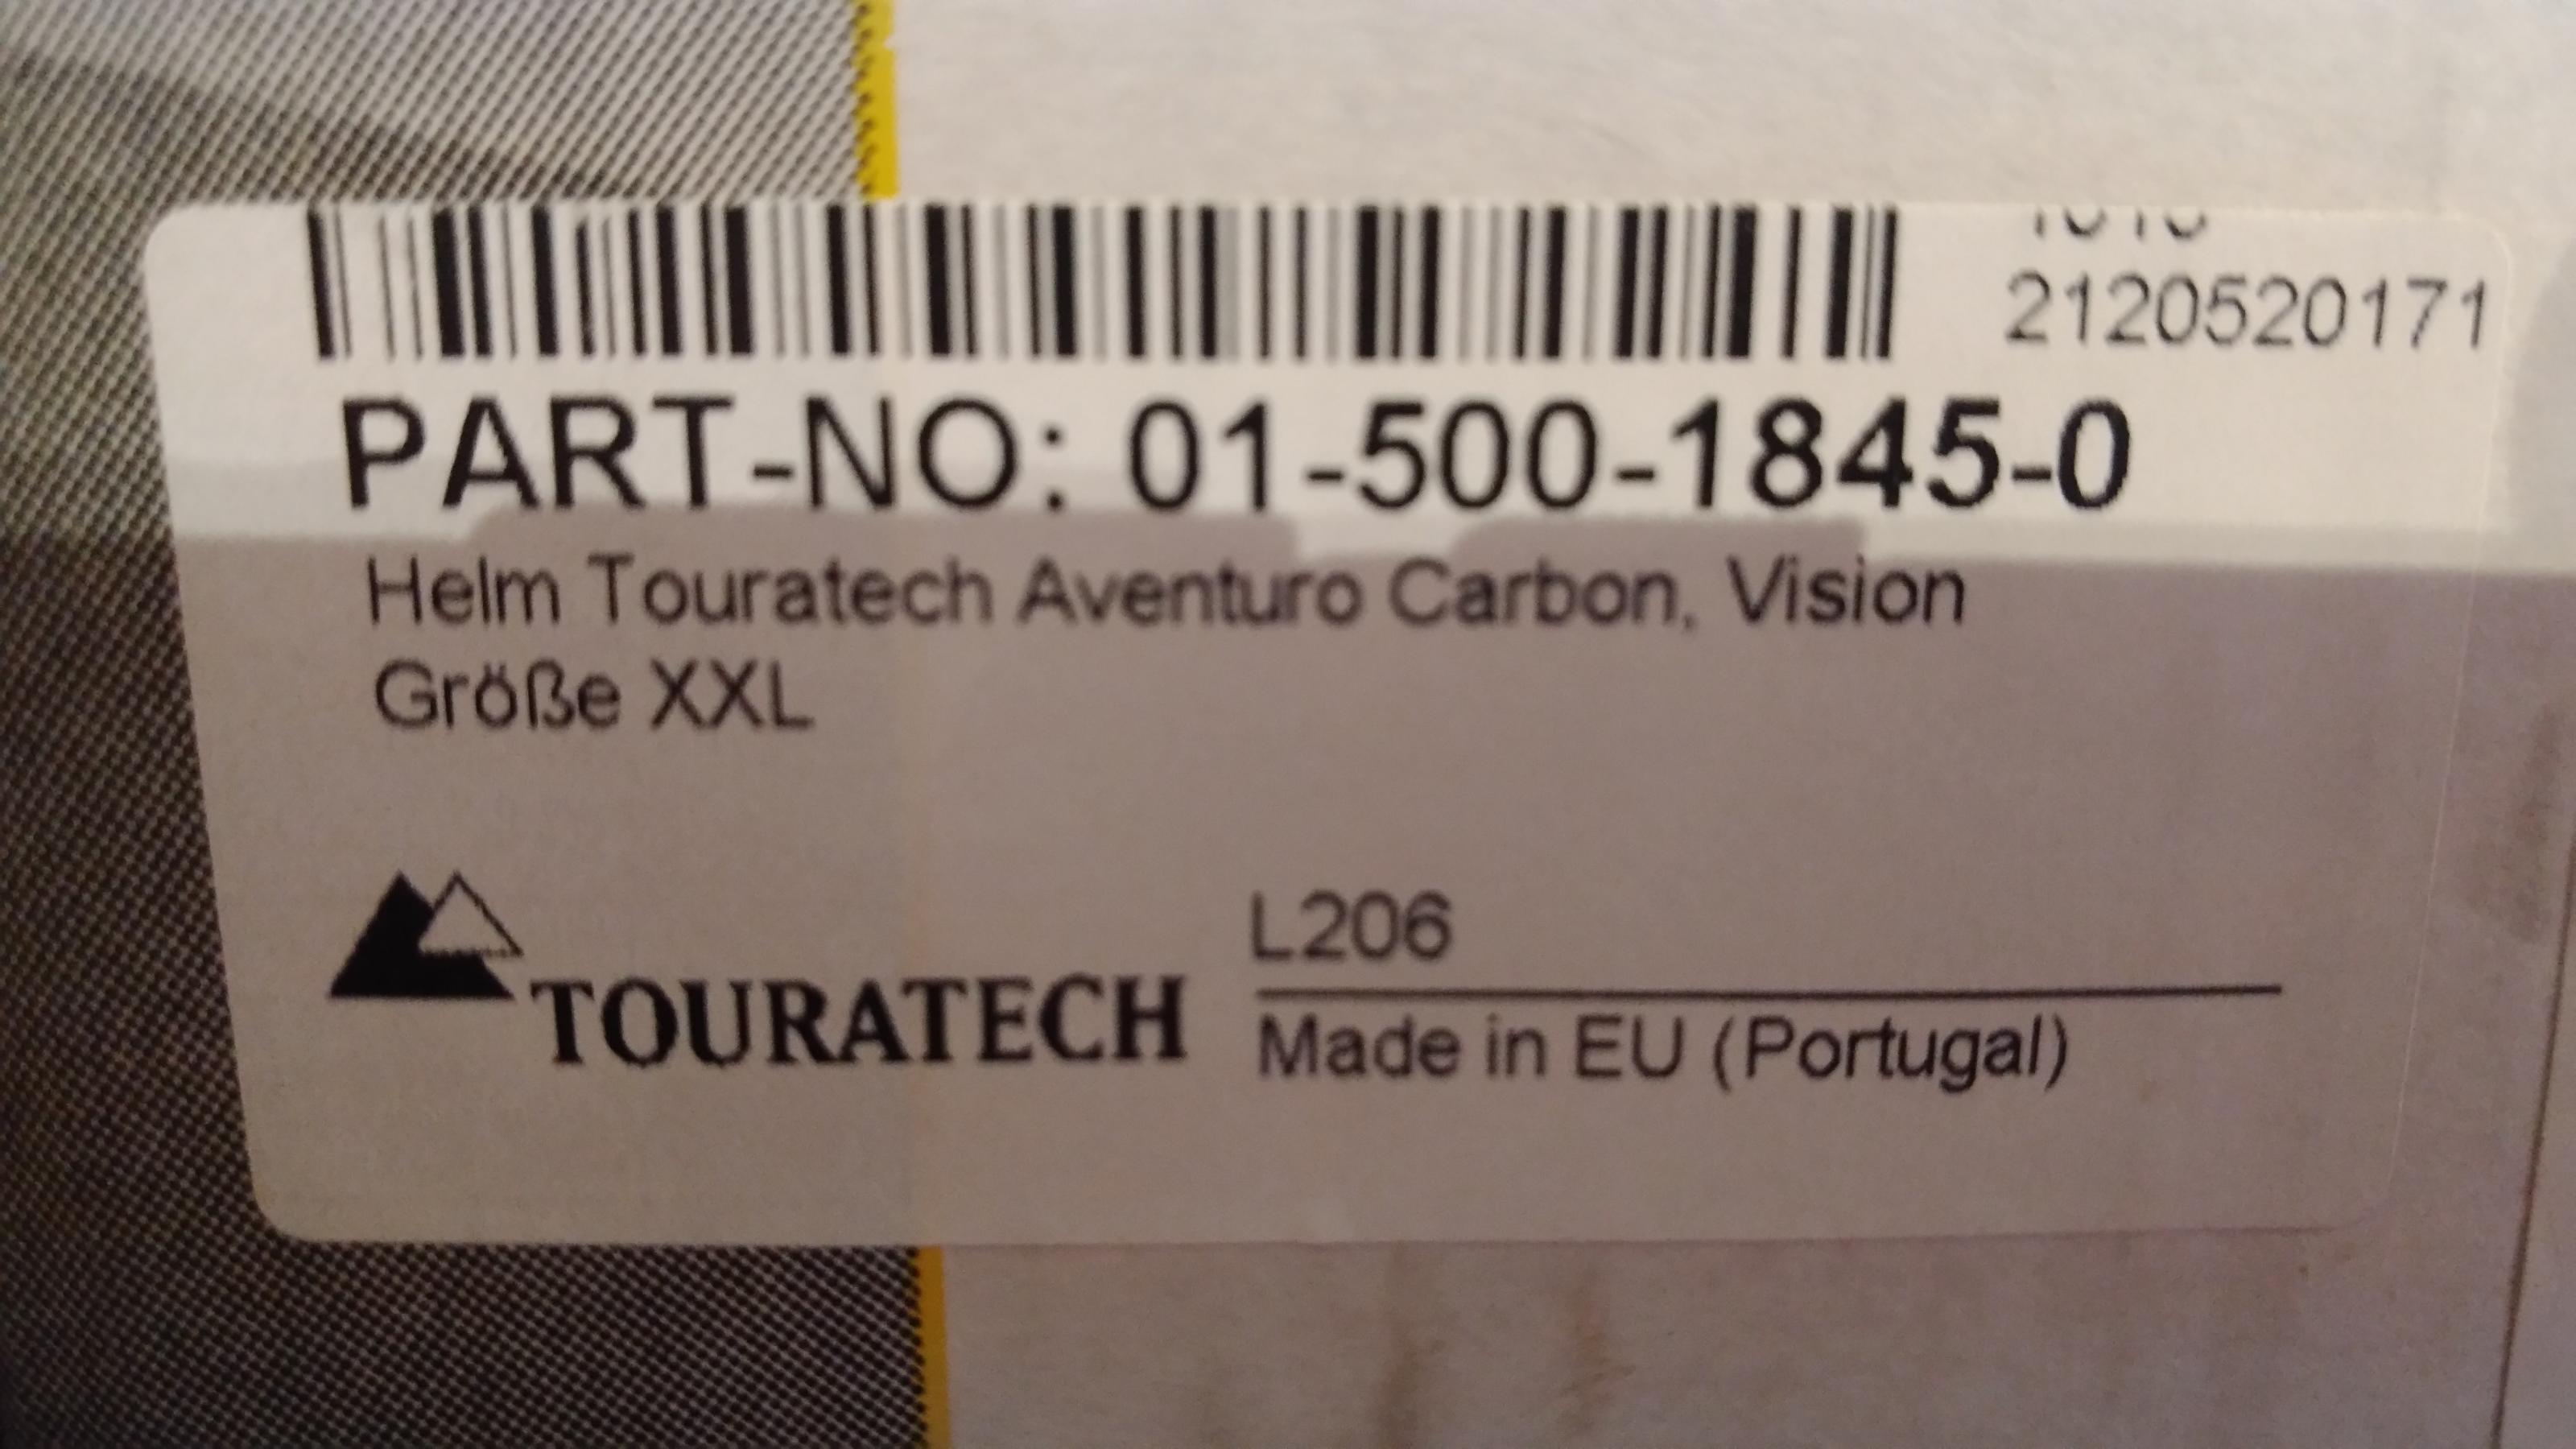 2120520171
PART-NO: 01-500-1845-0
Helm Touratech Aventuro Carbon, Vision
Größe XXL
TOURATECH
L206
Made in EU (Portugal)